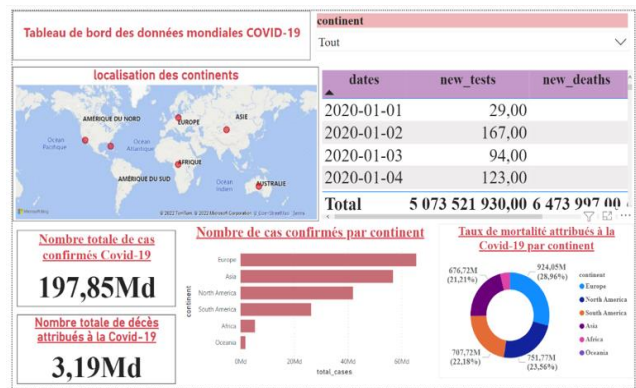 Tableau de bord des données mondiales COVID-19
continent
Tout
localisation des continents
AMÉRIQUE DU NORD
EUROPE
ASIE
Océan
Pacifique
Océan
Atlantique
AFRIQUE
AMÉRIQUE DU SUD
Océan
Indien
AUSTRALIE
© 2022 TomTom, © 2022 Microsoft Corporation
dates new_tests new_deaths
2020-01-01 29,00
2020-01-02 167,00
2020-01-03 94,00
2020-01-04 123,00
Total 5 073 521 930,00 6 473 997,00
Nombre totale de cas
confirmés Covid-19
197,85Md
Nombre totale de décès
attribués à la Covid-19
3,19Md
Nombre de cas confirmés par continent
continent
Europe
Asia
North America
South America
Africa
Oceania
0Md 20Md 40Md 60Md
total_cases
Taux de mortalité attribués à la
Covid-19 par continent
676,72M
(21,21%)
924,05M
(28,96%)
707,72M
(22,18%)
751,77M
(23,56%)
continent
Europe
North America
South America
Asia
Africa
Oceania